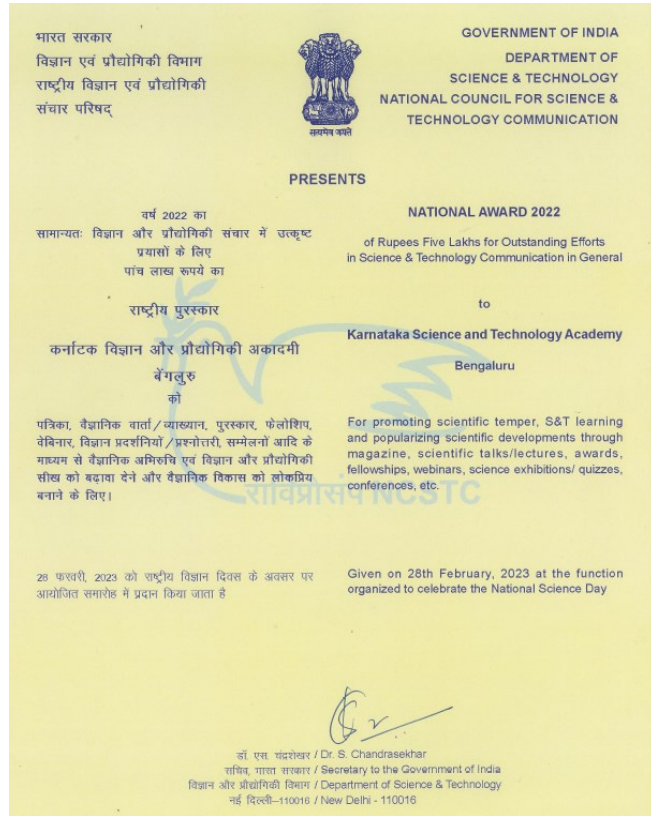 भारत सरकार
विज्ञान एवं प्रौद्योगिकी विभाग
राष्ट्रीय विज्ञान एवं प्रौद्योगिकी
संचार परिषद्
सत्यमेव जयते
GOVERNMENT OF INDIA
DEPARTMENT OF
SCIENCE & TECHNOLOGY
NATIONAL COUNCIL FOR SCIENCE &
TECHNOLOGY COMMUNICATION
PRESENTS
वर्ष 2022 का
सामान्यतः विज्ञान और प्रौद्योगिकी संचार में उत्कृष्ट
प्रयासों के लिए
पांच लाख रूपये का
राष्ट्रीय पुरस्कार
कर्नाटक विज्ञान और प्रौद्योगिकी अकादमी
बेंगलुरु
को
पत्रिका, वैज्ञानिक वार्ता/व्याख्यान, पुरस्कार, फेलोशिप,
वेबिनार, विज्ञान प्रदर्शनियों/प्रश्नोत्तरी, सम्मेलनों आदि के
माध्यम से वैज्ञानिक अभिरुचि एवं विज्ञान और प्रौद्योगिकी
सीख को बढ़ावा देने और वैज्ञानिक विकास को लोकप्रिय
बनाने के लिए।
28 फरवरी, 2023 को राष्ट्रीय विज्ञान दिवस के अवसर पर
आयोजित समारोह में प्रदान किया जाता है
NATIONAL AWARD 2022
of Rupees Five Lakhs for Outstanding Efforts
in Science & Technology Communication in General
to
Karnataka Science and Technology Academy
Bengaluru
For promoting scientific temper, S&T learning
and popularizing scientific developments through
magazine, scientific talks/lectures, awards,
fellowships, webinars, science exhibitions/ quizzes,
conferences, etc.
राविप्रौसंप NCSTC
Given on 28th February, 2023 at the function
organized to celebrate the National Science Day
डॉ. एस. चंद्रशेखर / Dr. S. Chandrasekhar
सचिव, भारत सरकार / Secretary to the Government of India
विज्ञान और प्रौद्योगिकी विभाग / Department of Science & Technology
नई दिल्ली–110016 / New Delhi - 110016